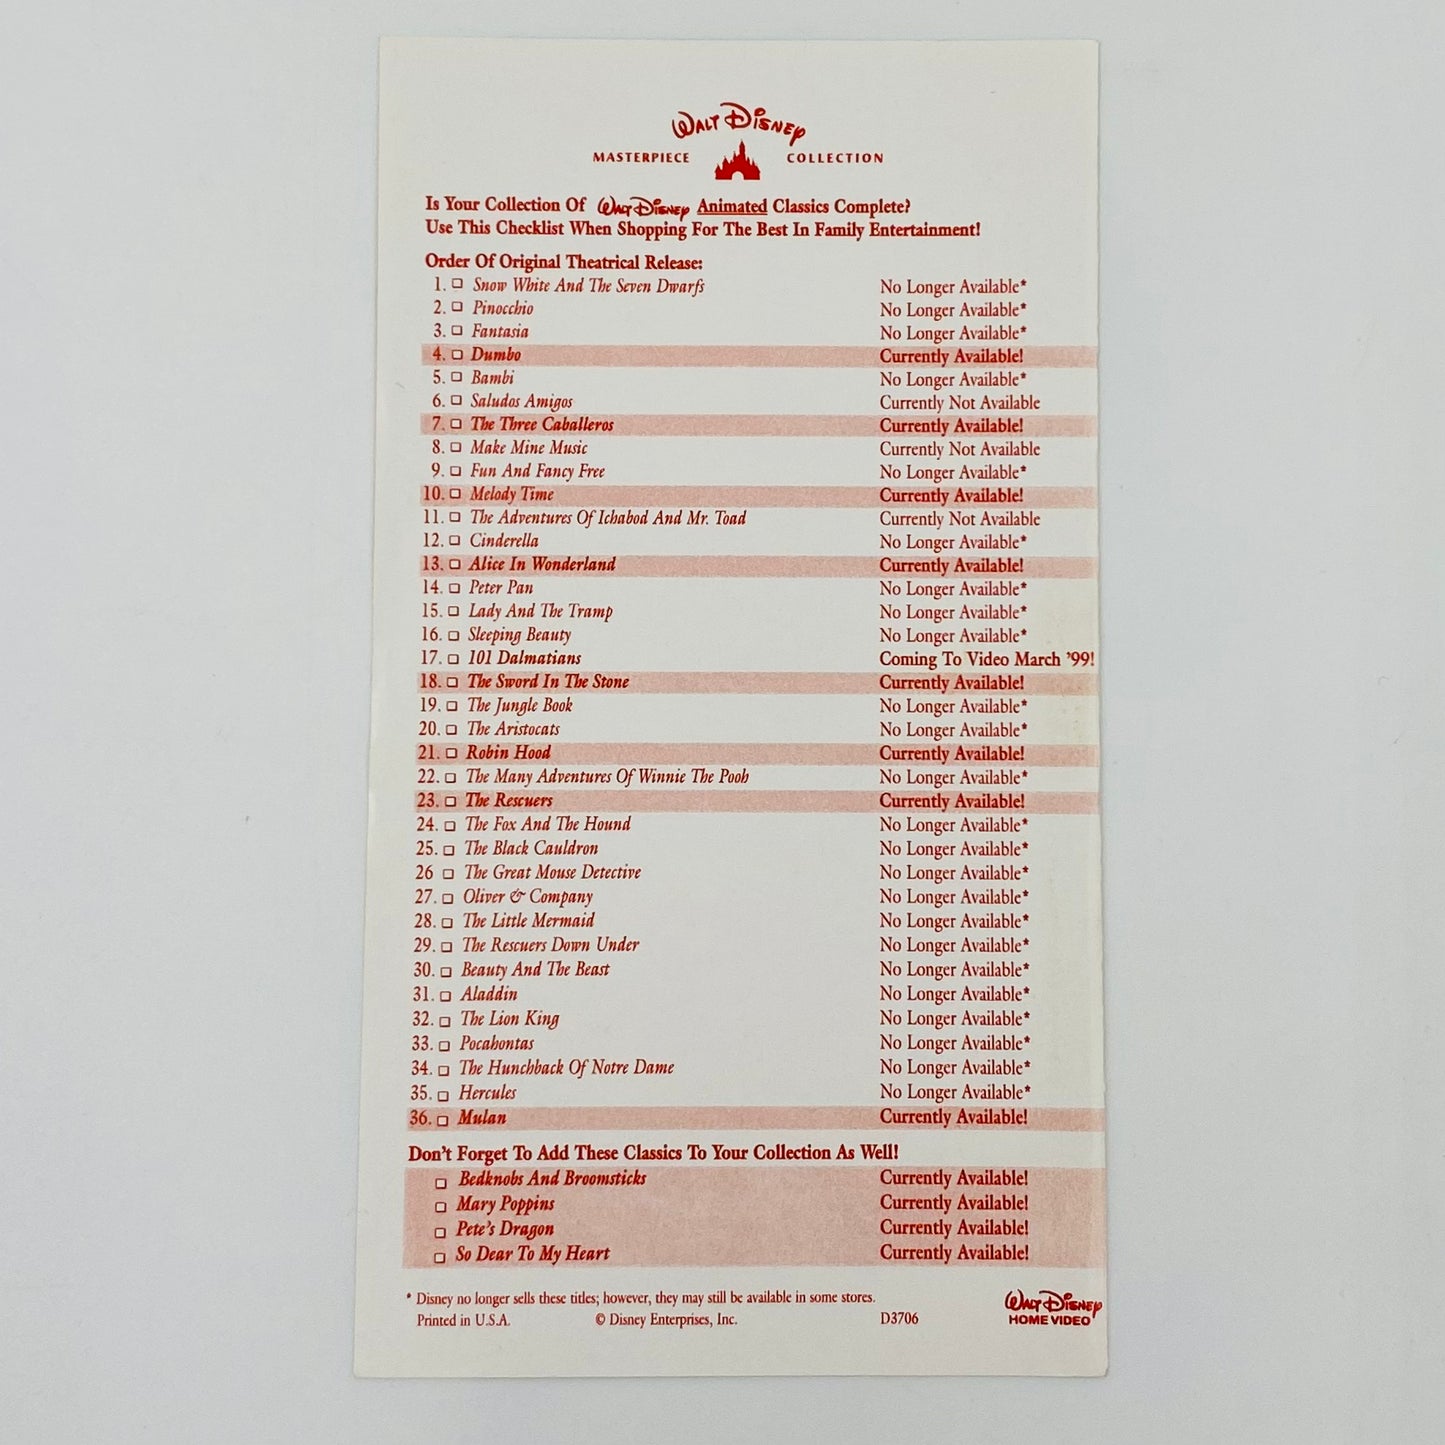 Walt Disney
MASTERPIECE COLLECTION
Is Your Collection Of Walt Disney Animated Classics Complete?
Use This Checklist When Shopping For The Best In Family Entertainment!
Order Of Original Theatrical Release:
1. Snow White And The Seven Dwarfs No Longer Available*
2. Pinocchio No Longer Available*
3. Fantasia No Longer Available*
4. Dumbo Currently Available!
5. Bambi No Longer Available*
6. Saludos Amigos Currently Not Available
7. The Three Caballeros Currently Available!
8. Make Mine Music Currently Not Available
9. Fun And Fancy Free No Longer Available*
10. Melody Time Currently Available!
11. The Adventures Of Ichabod And Mr. Toad Currently Not Available
12. Cinderella No Longer Available*
13. Alice In Wonderland Currently Available!
14. Peter Pan No Longer Available*
15. Lady And The Tramp No Longer Available*
16. Sleeping Beauty No Longer Available*
17. 101 Dalmatians Coming To Video March '99!
18. The Sword In The Stone Currently Available!
19. The Jungle Book No Longer Available*
20. The Aristocats No Longer Available*
21. Robin Hood Currently Available!
22. The Many Adventures Of Winnie The Pooh No Longer Available*
23. The Rescuers Currently Available!
24. The Fox And The Hound No Longer Available*
25. The Black Cauldron No Longer Available*
26 The Great Mouse Detective No Longer Available*
27. Oliver & Company No Longer Available*
28. The Little Mermaid No Longer Available*
29. The Rescuers Down Under No Longer Available*
30. Beauty And The Beast No Longer Available*
31. Aladdin No Longer Available*
32. The Lion King No Longer Available*
33. Pocahontas No Longer Available*
34. The Hunchback Of Notre Dame No Longer Available*
35. Hercules No Longer Available*
36. Mulan Currently Available!
Don't Forget To Add These Classics To Your Collection As Well!
Bedknobs And Broomsticks Currently Available!
Mary Poppins Currently Available!
Pete's Dragon Currently Available!
So Dear To My Heart Currently Available!
* Disney no longer sells these titles; however, they may still be available in some stores.
Printed in U.S.A. © Disney Enterprises, Inc. D3706
Walt Disney
HOME VIDEO